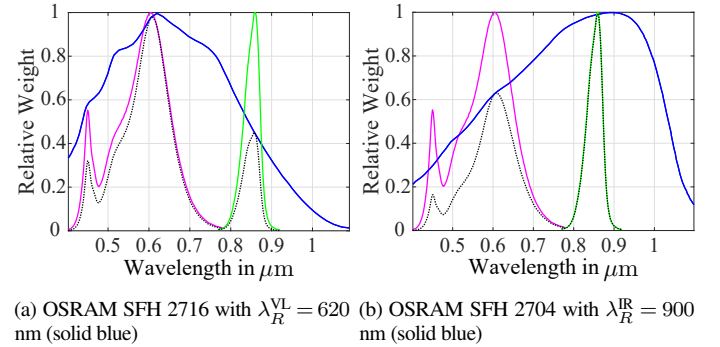 Relative Weight
1
0.8
0.6
0.4
0.2
0
0.5 0.6 0.7 0.8 0.9 1
Wavelength in μm
(a) OSRAM SFH 2716 with λ_R^VL = 620
nm (solid blue)
Relative Weight
1
0.8
0.6
0.4
0.2
0
0.5 0.6 0.7 0.8 0.9 1
Wavelength in μm
(b) OSRAM SFH 2704 with λ_R^IR = 900
nm (solid blue)